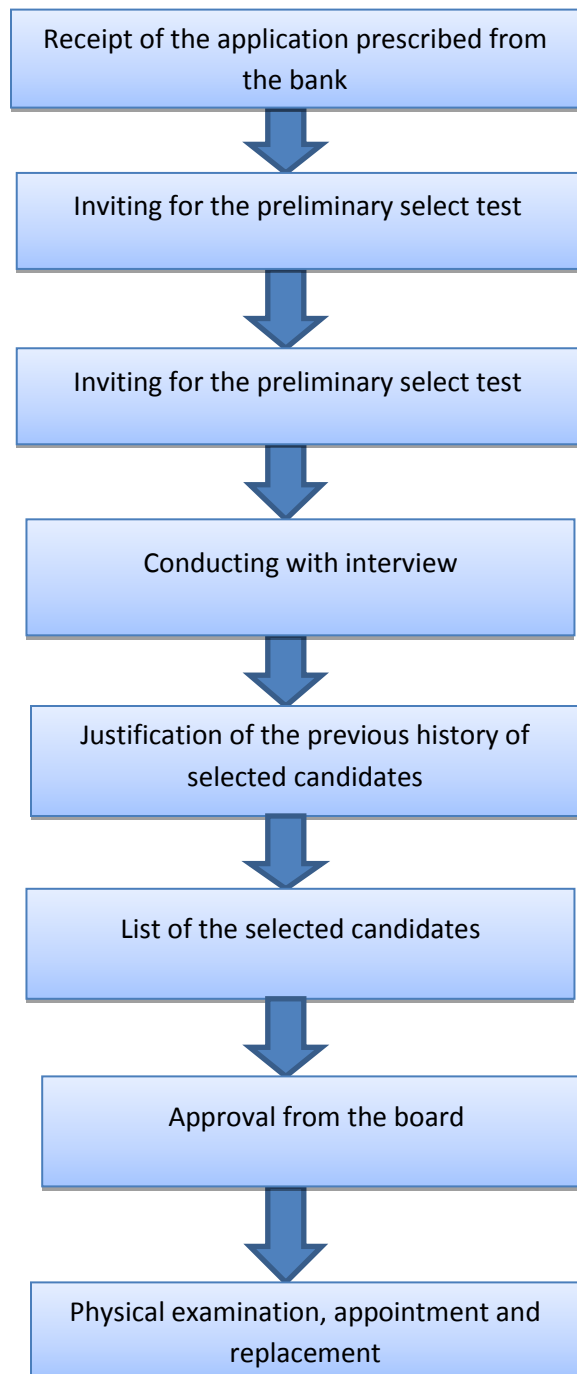 Receipt of the application prescribed from
the bank
Inviting for the preliminary select test
Inviting for the preliminary select test
Conducting with interview
Justification of the previous history of
selected candidates
List of the selected candidates
Approval from the board
Physical examination, appointment and
replacement